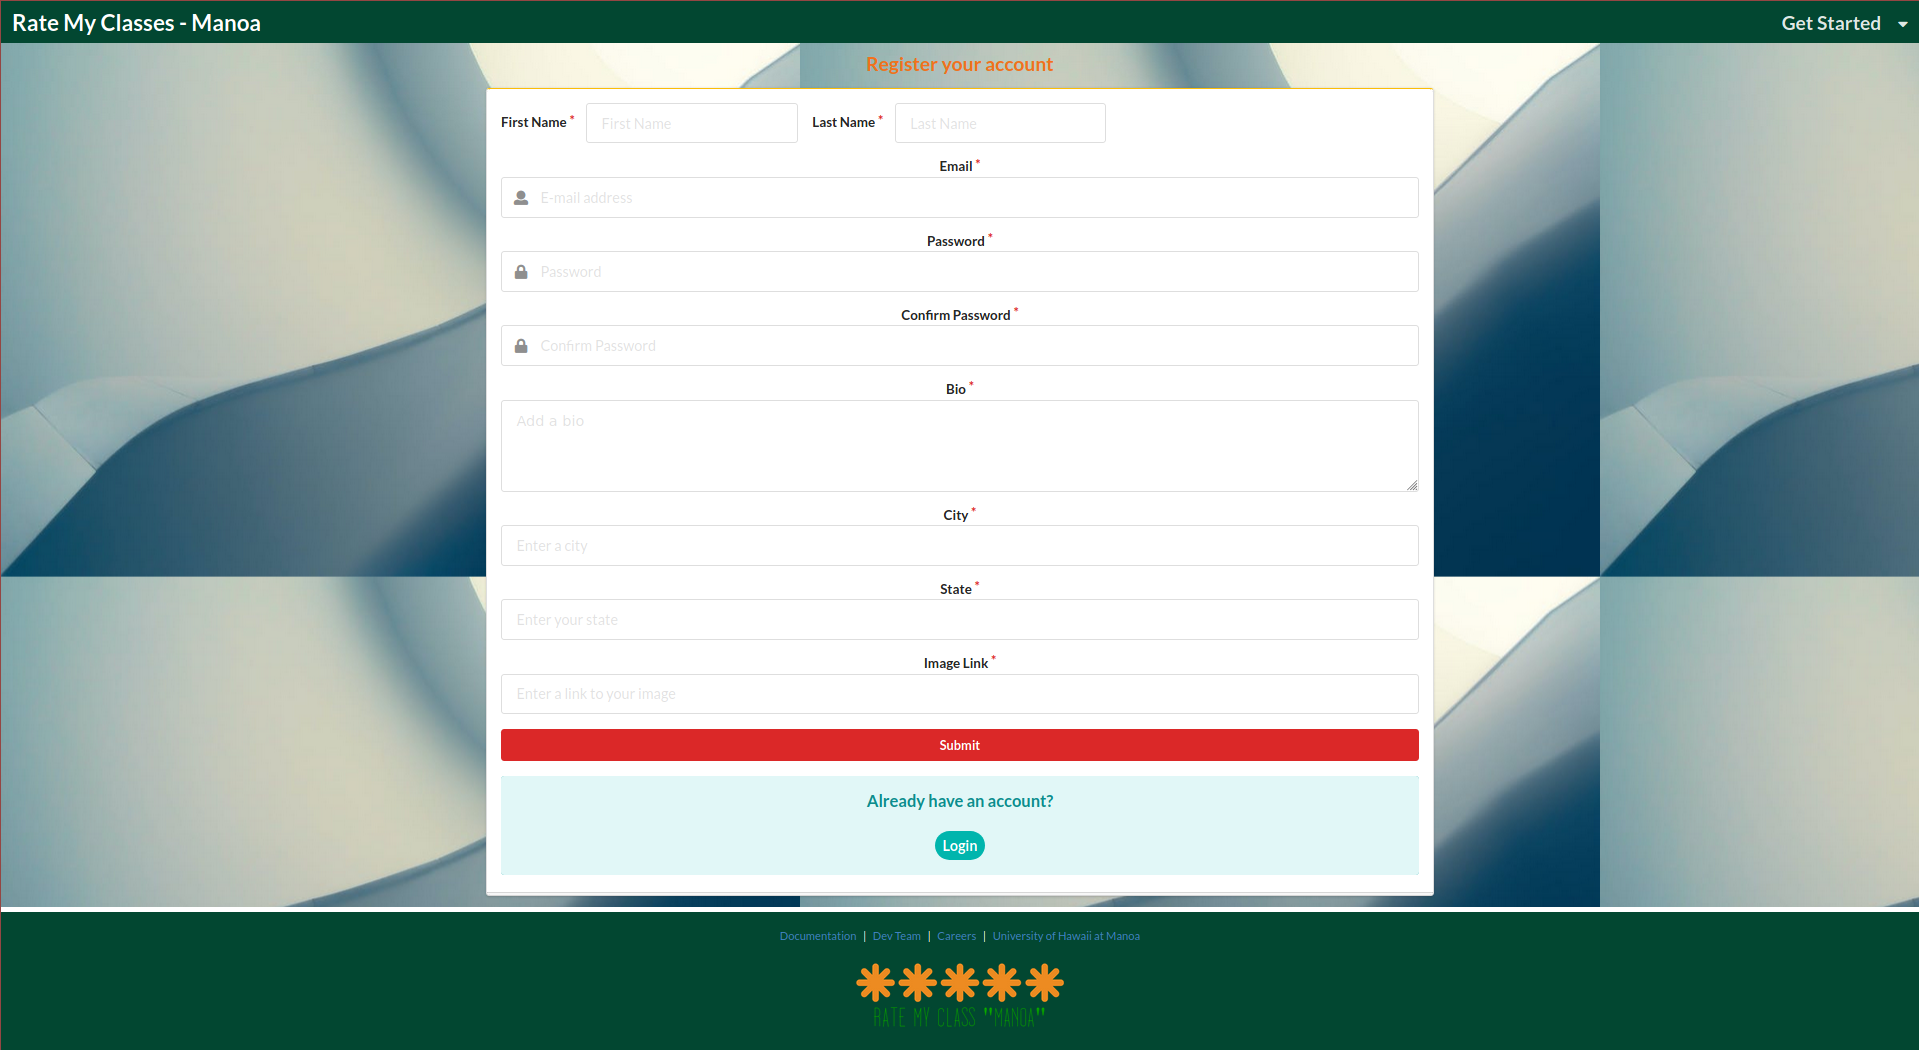 Rate My Classes - Manoa
Get Started
Register your account
First Name *
First Name
Last Name *
Last Name
Email *
E-mail address
Password *
Password
Confirm Password *
Confirm Password
Bio *
Add a bio
City *
Enter a city
State *
Enter your state
Image Link *
Enter a link to your image
Submit
Already have an account?
Login
Documentation | Dev Team | Careers | University of Hawaii at Manoa
RATE MY CLASS "MANOA"